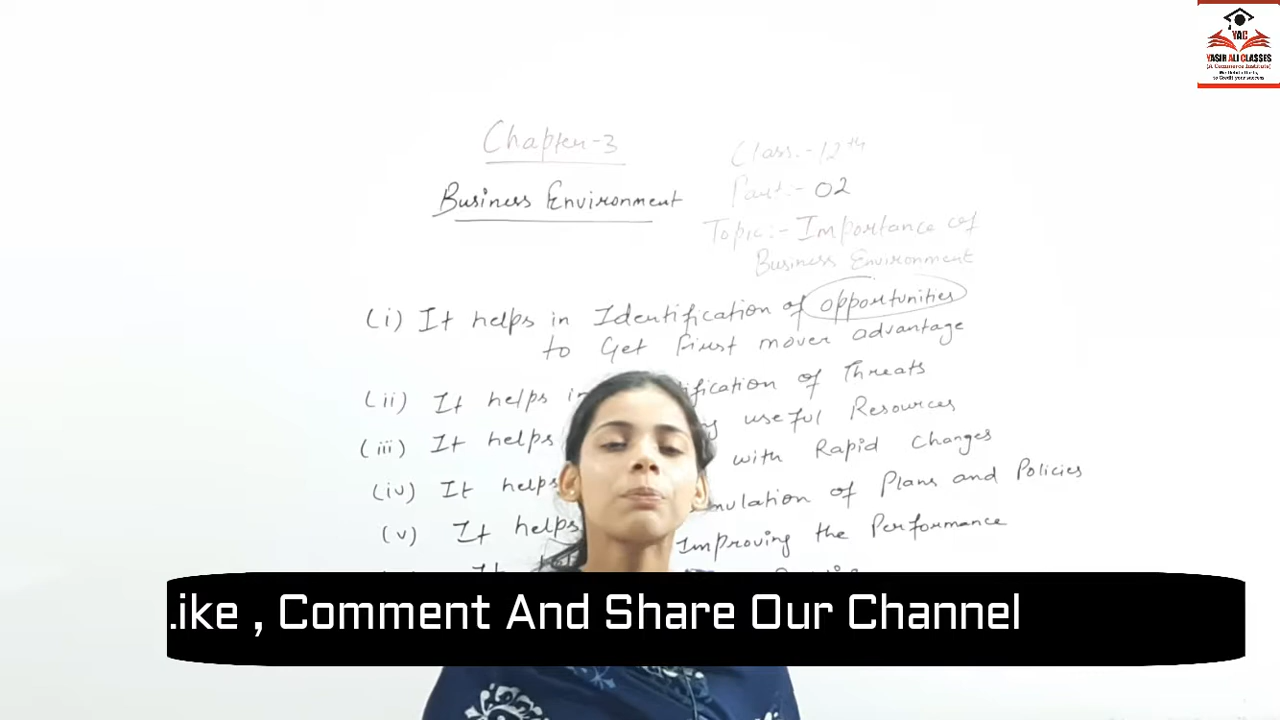 YAC
YASIR ALI CLASSES
(A Commerce Institute)
Chapter-3
Business Environment
Class:-12th
Part:- 02
Topic:- Importance of
Business Environment
(i) It helps in Identification of opportunities
to Get First mover advantage
(ii) It helps in tification of Threats
(iii) It helps useful Resources
(iv) It helps with Rapid changes
(v) It helps mulation of Plans and Policies
Improving the Performance
.ike , Comment And Share Our Channel